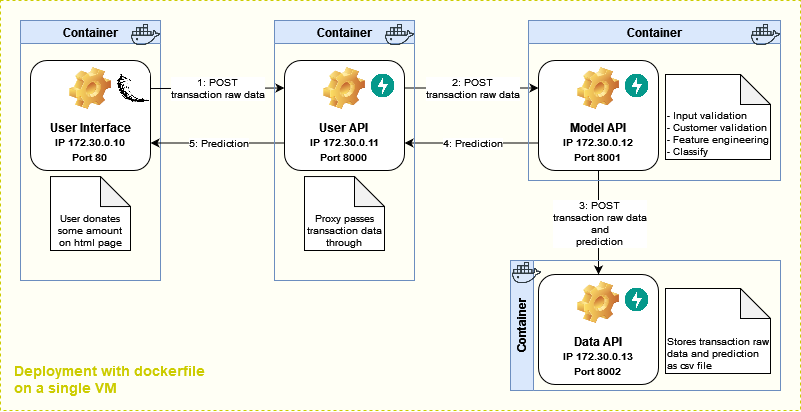 Container
Container
Container
1: POST
transaction raw data
2: POST
transaction raw data
User Interface
IP 172.30.0.10
Port 80
5: Prediction
User API
IP 172.30.0.11
Port 8000
4: Prediction
Model API
IP 172.30.0.12
Port 8001
- Input validation
- Customer validation
- Feature engineering
- Classify
User donates
some amount
on html page
Proxy passes
transaction data
through
3: POST
transaction raw data
and
prediction
Container
Data API
IP 172.30.0.13
Port 8002
Stores transaction raw
data and prediction
as csv file
Deployment with dockerfile
on a single VM